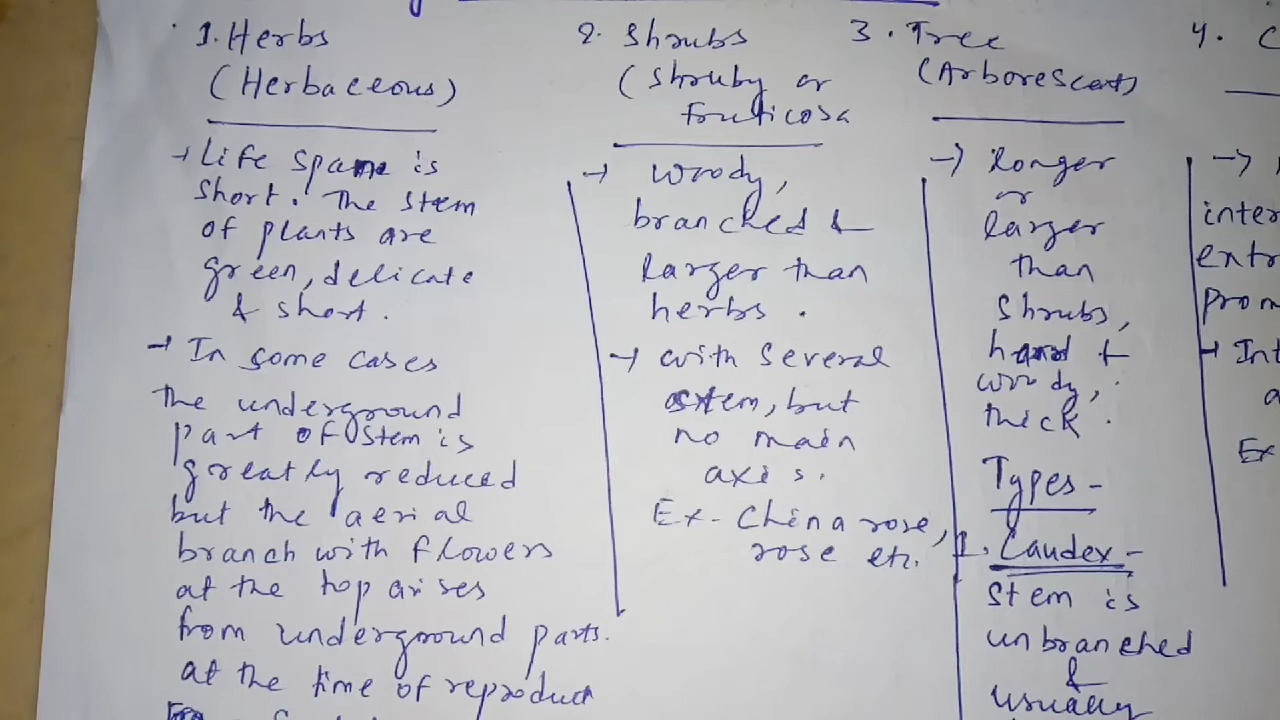 1. Herbs
(Herbaceous)
→ Life span is
short. The stem
of plants are
green, delicate
& short.
→ In some cases
the underground
part of stem is
greatly reduced
but the aerial
branch with flowers
at the top arises
from underground parts.
at the time of reproduct
2. Shrubs
(Shruby or
fruticosa
→ woody,
branched &
larger than
herbs.
→ with several
stem, but
no main
axis.
Ex- China rose,
rose etc.
3. Tree
(Arborescent)
→ longer
or
larger
than
Shrubs,
hard &
woody,
thick.
Types-
1. Caudex-
Stem is
unbranched
&
usually
4. C
→
inter
extr
prom
→ Int
a
Ex